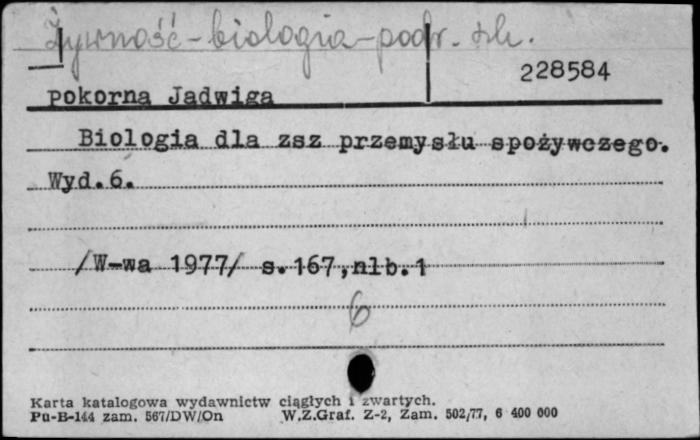 Żywność - biologia - podr. szk.
228584
pokorna Jadwiga
Biologia dla zsz przemysłu spożywczego.
Wyd.6.
/W-wa 1977/ s.167,nlb.1
6
Karta katalogowa wydawnictw ciągłych i zwartych.
Pu-B-144 zam. 567/DW/On W.Z.Graf. Z-2, Zam. 502/77, 6 400 000